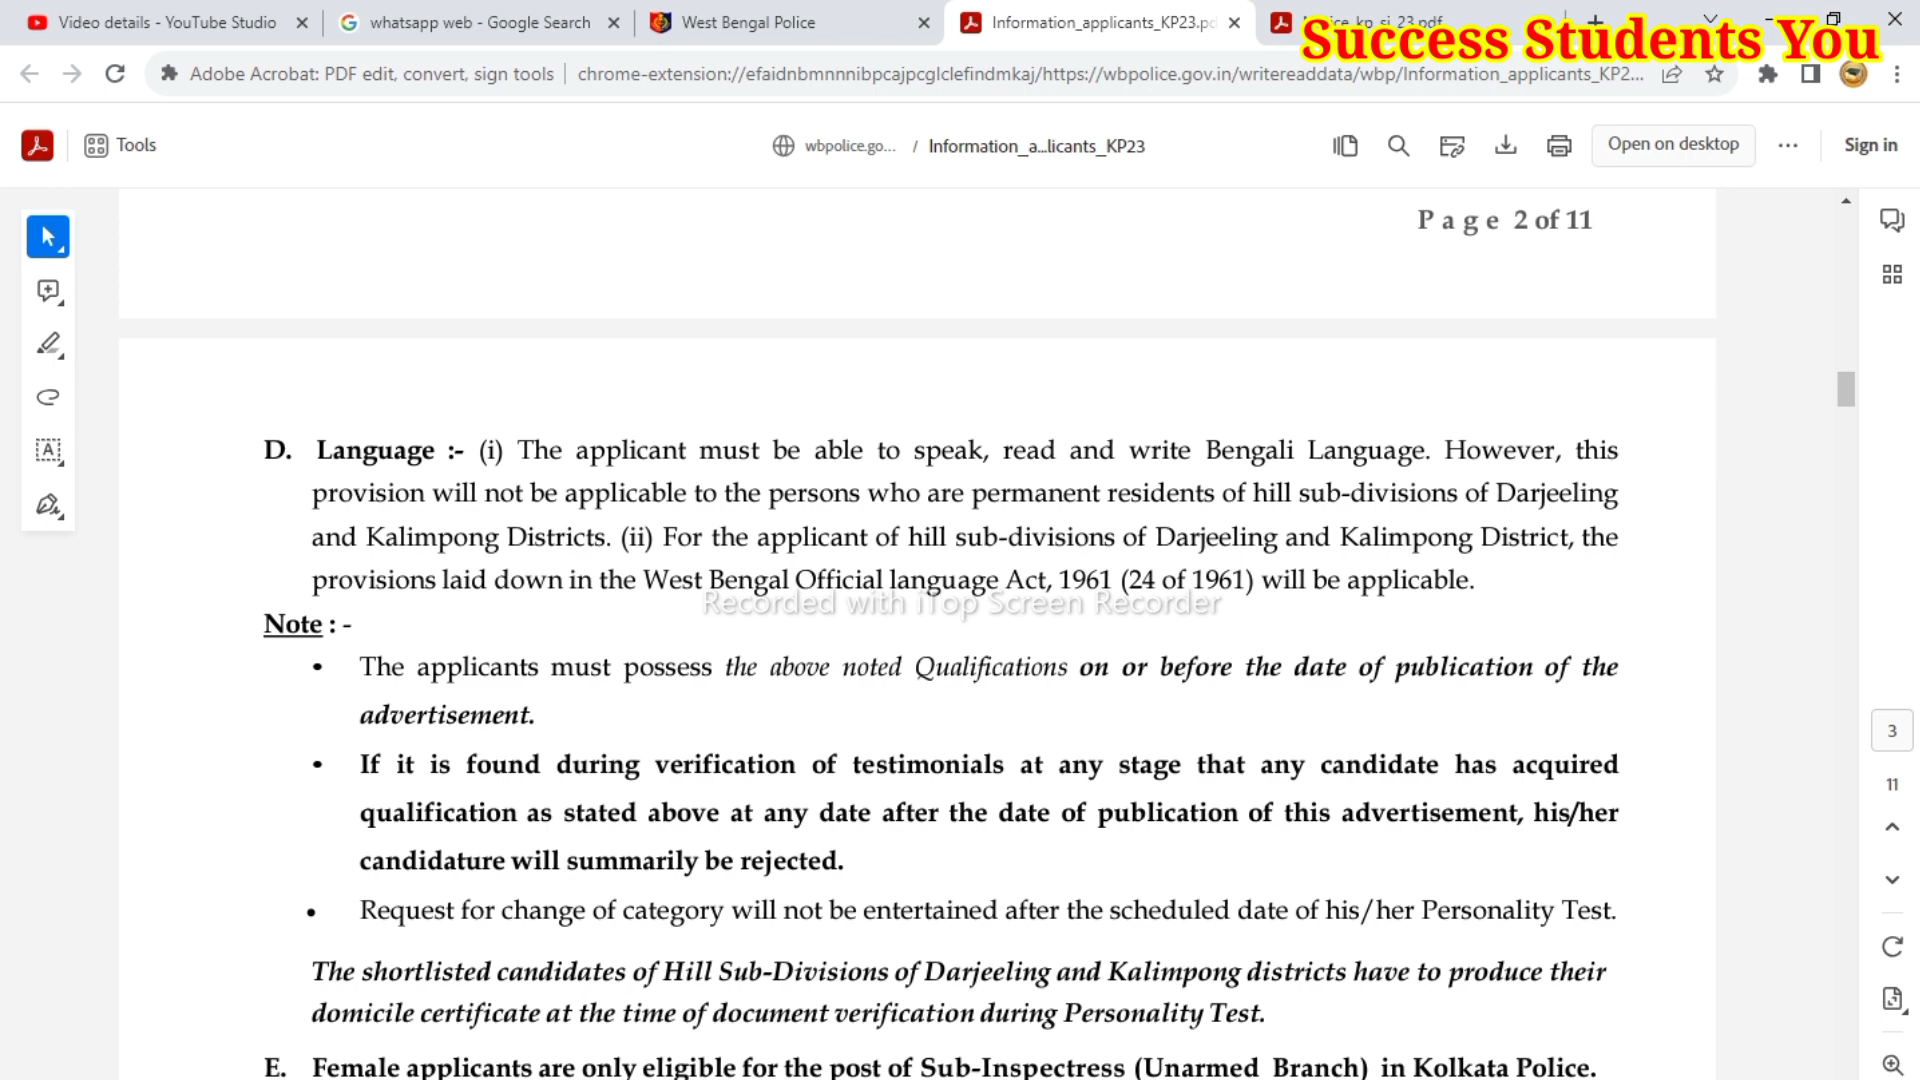 Video details - YouTube Studio
whatsapp web - Google Search
West Bengal Police
Information_applicants_KP23.pd
Success Students You
Adobe Acrobat: PDF edit, convert, sign tools
chrome-extension://efaidnbmnnnibpcajpcglclefindmkaj/https://wbpolice.gov.in/writereaddata/wbp/Information_applicants_KP2...
Tools
wbpolice.go... / Information_a...licants_KP23
Open on desktop
Sign in
Page 2 of 11
D. Language :- (i) The applicant must be able to speak, read and write Bengali Language. However, this
provision will not be applicable to the persons who are permanent residents of hill sub-divisions of Darjeeling
and Kalimpong Districts. (ii) For the applicant of hill sub-divisions of Darjeeling and Kalimpong District, the
provisions laid down in the West Bengal Official language Act, 1961 (24 of 1961) will be applicable.
Recorded with iTop Screen Recorder
Note : -
• The applicants must possess the above noted Qualifications on or before the date of publication of the
advertisement.
• If it is found during verification of testimonials at any stage that any candidate has acquired
qualification as stated above at any date after the date of publication of this advertisement, his/her
candidature will summarily be rejected.
• Request for change of category will not be entertained after the scheduled date of his/her Personality Test.
The shortlisted candidates of Hill Sub-Divisions of Darjeeling and Kalimpong districts have to produce their
domicile certificate at the time of document verification during Personality Test.
E. Female applicants are only eligible for the post of Sub-Inspectress (Unarmed Branch) in Kolkata Police.
3
11